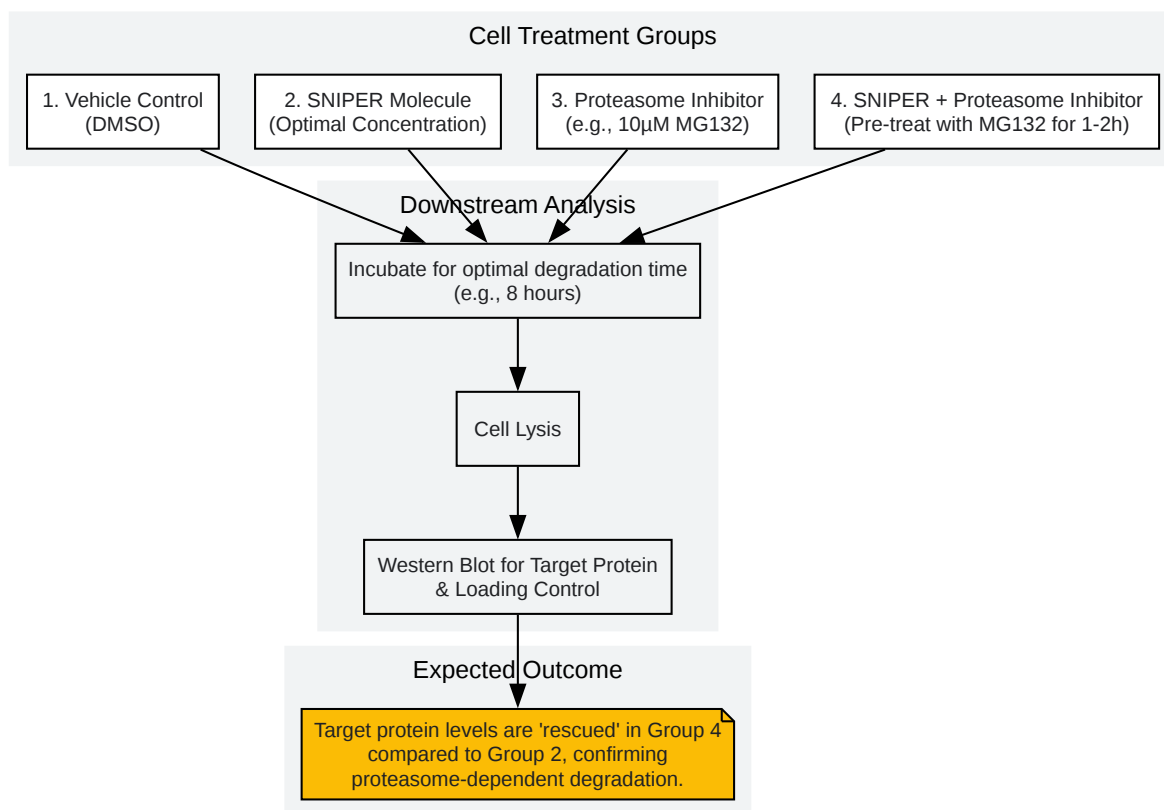 Cell Treatment Groups
1. Vehicle Control
(DMSO)
2. SNIPER Molecule
(Optimal Concentration)
3. Proteasome Inhibitor
(e.g., 10µM MG132)
4. SNIPER + Proteasome Inhibitor
(Pre-treat with MG132 for 1-2h)
Downstream Analysis
Incubate for optimal degradation time
(e.g., 8 hours)
Cell Lysis
Western Blot for Target Protein
& Loading Control
Expected Outcome
Target protein levels are 'rescued' in Group 4
compared to Group 2, confirming
proteasome-dependent degradation.